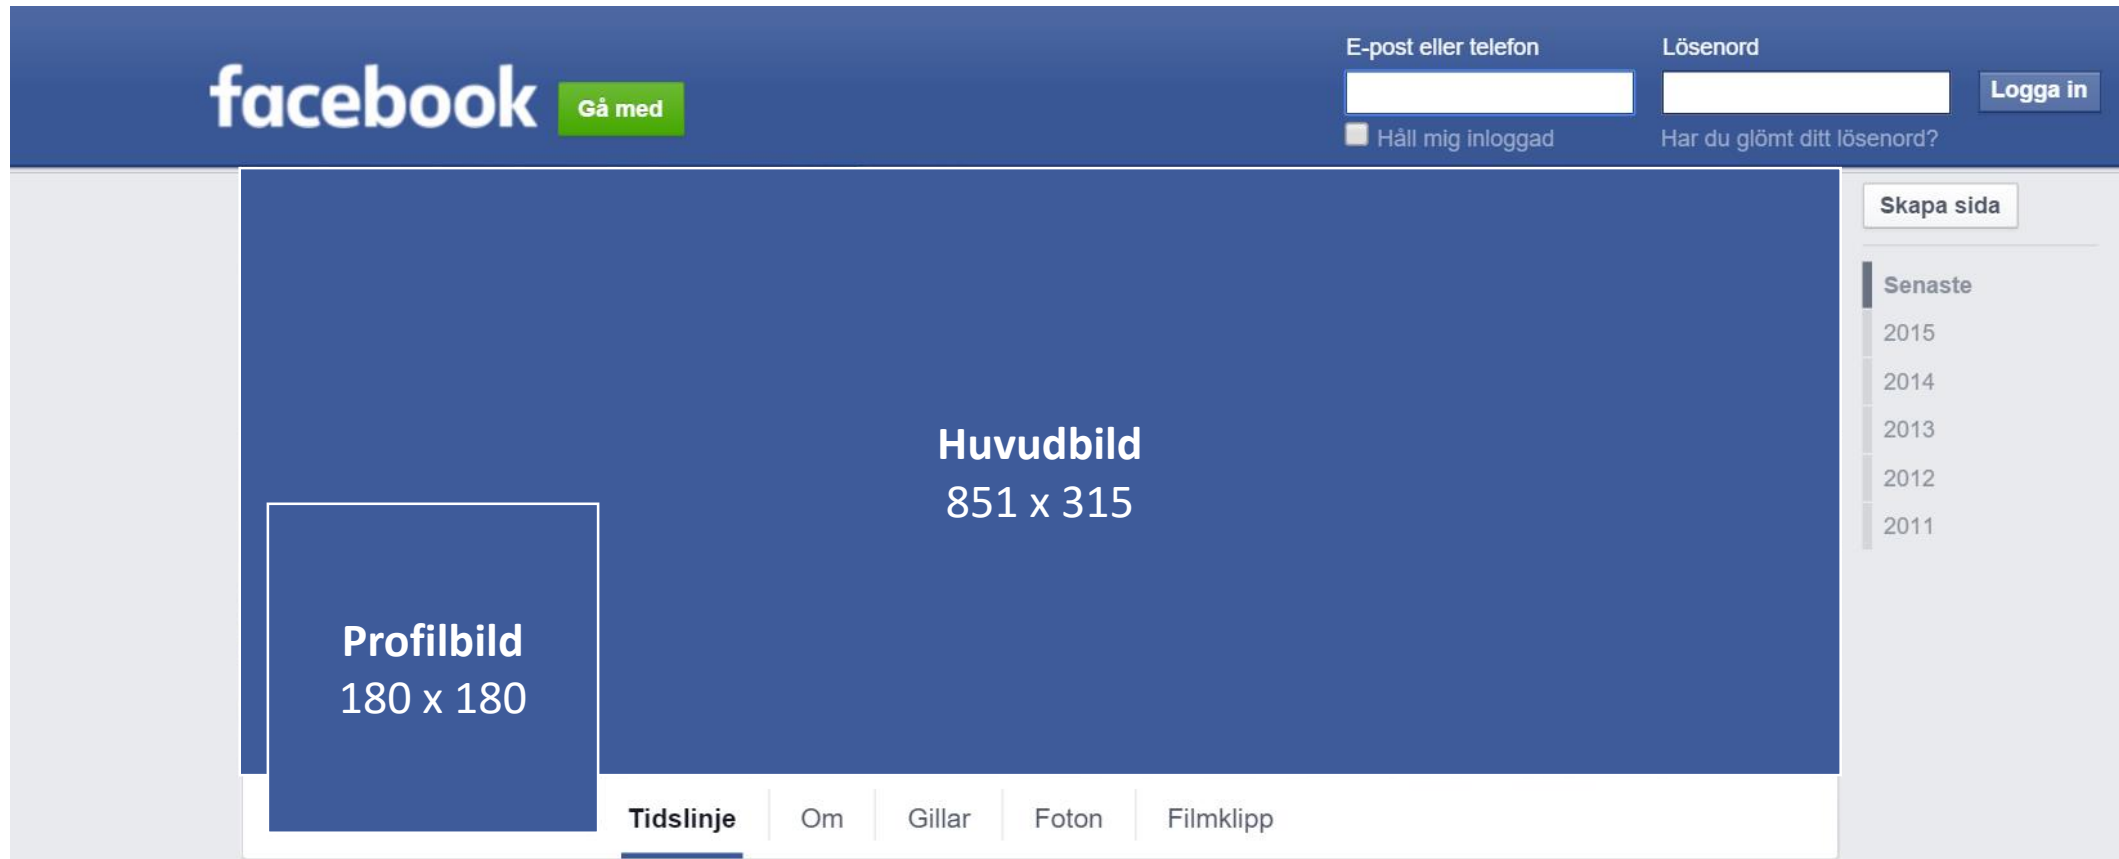 facebook
Gå med
E-post eller telefon
Lösenord
Logga in
Håll mig inloggad
Har du glömt ditt lösenord?
Skapa sida
Senaste
2015
2014
2013
2012
2011
Huvudbild
851 x 315
Profilbild
180 x 180
Tidslinje Om Gillar Foton Filmklipp